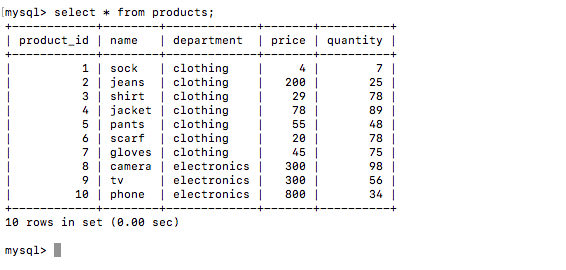 mysql> select * from products;
+------------+--------+-------------+-------+----------+
| product_id | name   | department  | price | quantity |
+------------+--------+-------------+-------+----------+
|          1 | sock   | clothing    |     4 |        7 |
|          2 | jeans  | clothing    |   200 |       25 |
|          3 | shirt  | clothing    |    29 |       78 |
|          4 | jacket | clothing    |    78 |       89 |
|          5 | pants  | clothing    |    55 |       48 |
|          6 | scarf  | clothing    |    20 |       78 |
|          7 | gloves | clothing    |    45 |       75 |
|          8 | camera | electronics |   300 |       98 |
|          9 | tv     | electronics |   300 |       56 |
|         10 | phone  | electronics |   800 |       34 |
+------------+--------+-------------+-------+----------+
10 rows in set (0.00 sec)
mysql>